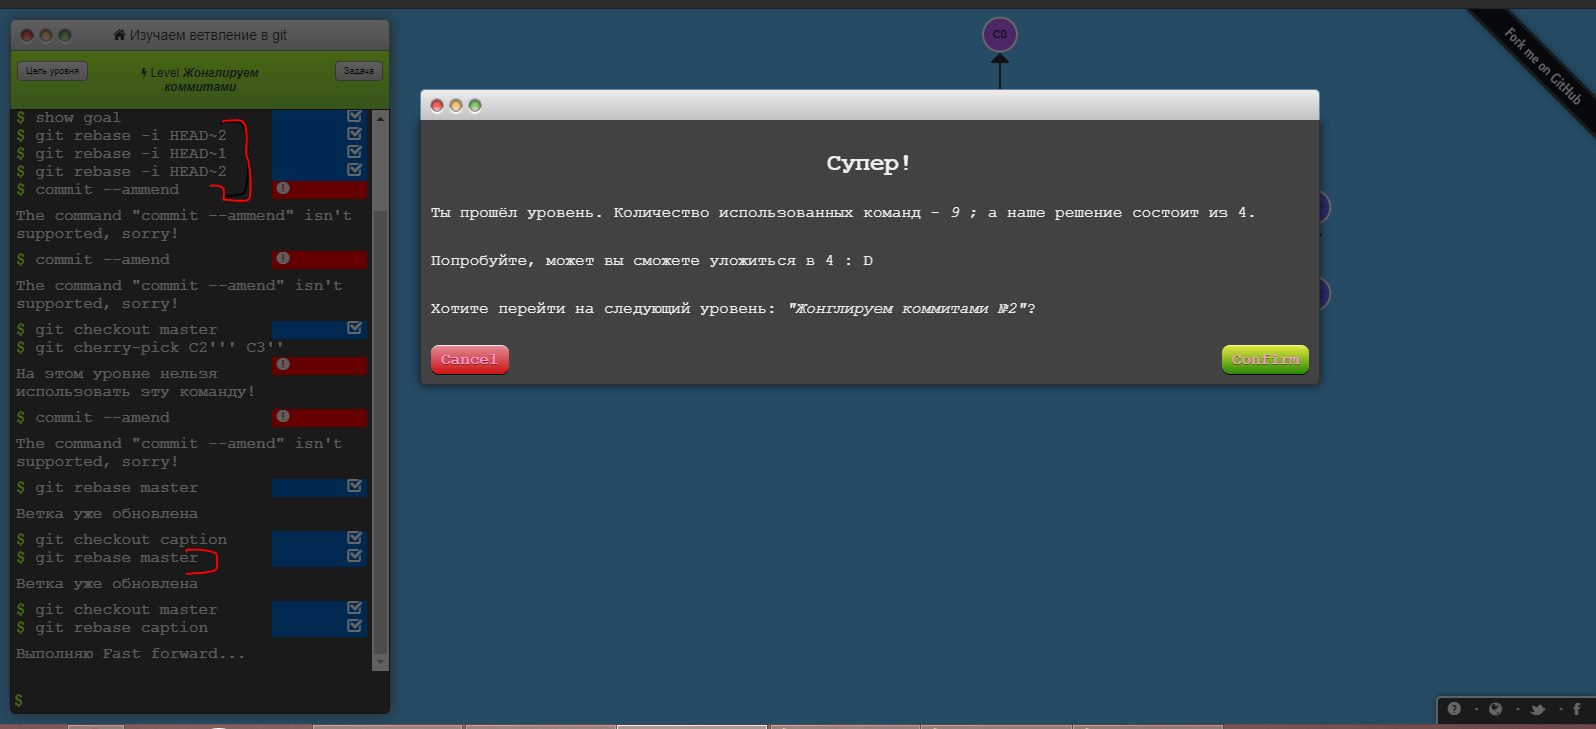 Изучаем ветвление в git
Цель уровня
Level Жонглируем
коммитами
Задача
$ show goal
$ git rebase -i HEAD~2
$ git rebase -i HEAD~1
$ git rebase -i HEAD~2
$ commit --ammend
The command "commit --ammend" isn't
supported, sorry!
$ commit --amend
The command "commit --amend" isn't
supported, sorry!
$ git checkout master
$ git cherry-pick C2''' C3''
На этом уровне нельзя
использовать эту команду!
$ commit --amend
The command "commit --amend" isn't
supported, sorry!
$ git rebase master
Ветка уже обновлена
$ git checkout caption
$ git rebase master
Ветка уже обновлена
$ git checkout master
$ git rebase caption
Выполняю Fast forward...
$
C0
Fork me on GitHub
Супер!
Ты прошёл уровень. Количество использованных команд - 9 ; а наше решение состоит из 4.
Попробуйте, может вы сможете уложиться в 4 : D
Хотите перейти на следующий уровень: "Жонглируем коммитами №2"?
Cancel
Confirm